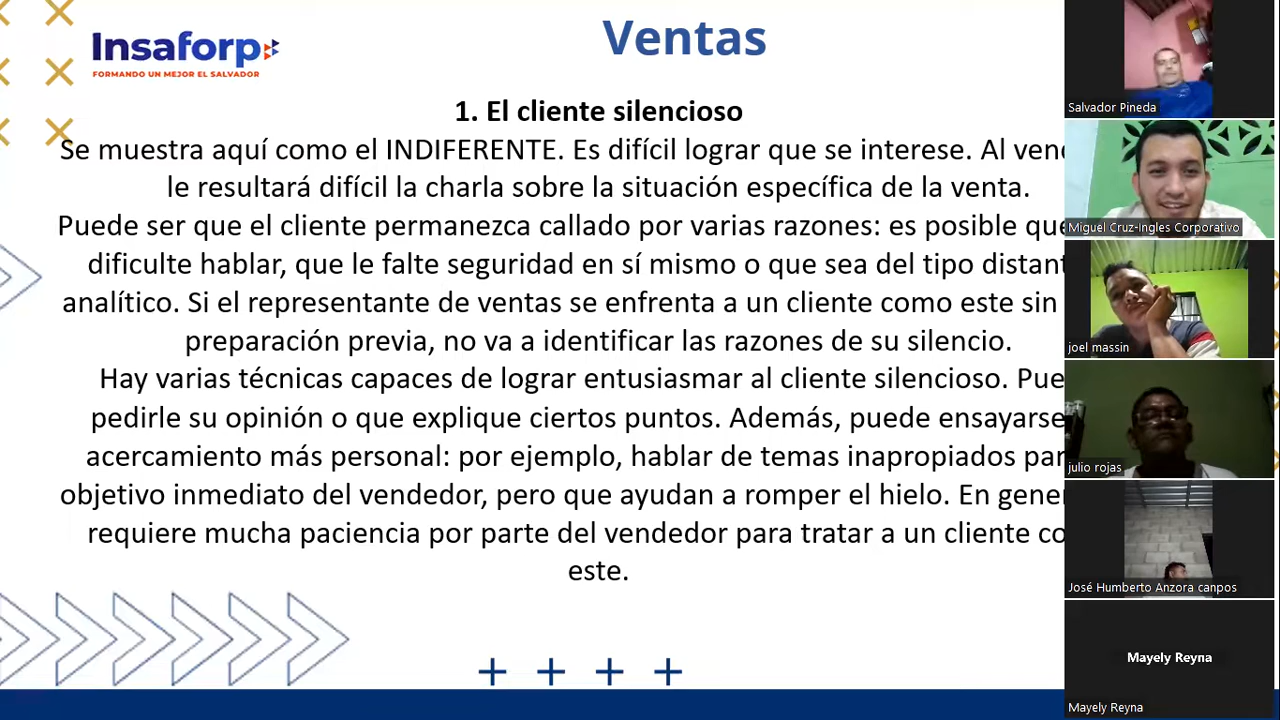 Insaforp
FORMANDO UN MEJOR EL SALVADOR
Ventas
1. El cliente silencioso
Se muestra aquí como el INDIFERENTE. Es difícil lograr que se interese. Al
le resultará difícil la charla sobre la situación específica de la venta.
Puede ser que el cliente permanezca callado por varias razones: es posible
dificulte hablar, que le falte seguridad en sí mismo o que sea del tipo
analítico. Si el representante de ventas se enfrenta a un cliente como este sin
preparación previa, no va a identificar las razones de su silencio.
Hay varias técnicas capaces de lograr entusiasmar al cliente silencioso.
pedirle su opinión o que explique ciertos puntos. Además, puede ensayarse
acercamiento más personal: por ejemplo, hablar de temas inapropiados
objetivo inmediato del vendedor, pero que ayudan a romper el hielo. En
requiere mucha paciencia por parte del vendedor para tratar a un cliente
este.
Salvador Pineda
Miguel Cruz-Ingles Corporativo
joel massin
julio rojas
José Humberto Anzora canpos
Mayely Reyna
Mayely Reyna